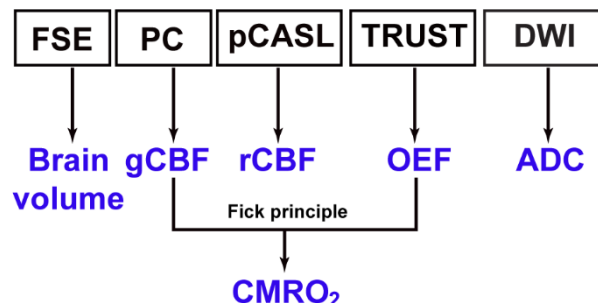 FSE PC pCASL TRUST DWI
Brain gCBF rCBF OEF ADC
volume
Fick principle
CMRO₂